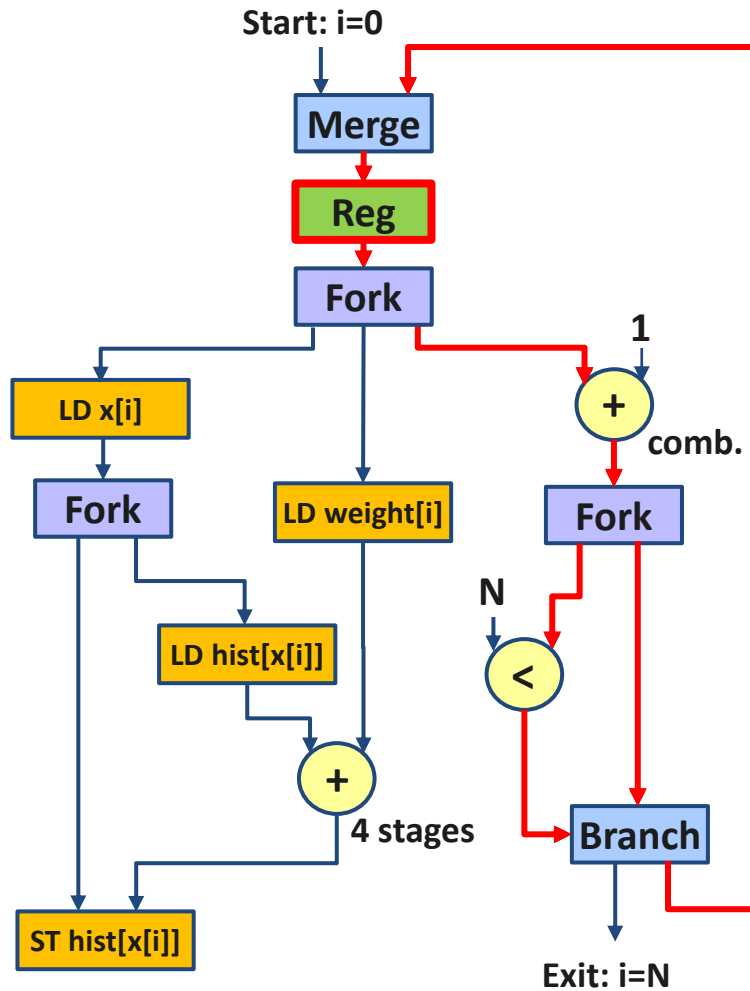 Start: i=0
Merge
Reg
Fork
1
LD x[i]
+
comb.
Fork
LD weight[i]
Fork
N
LD hist[x[i]]
<
+
4 stages
Branch
ST hist[x[i]]
Exit: i=N